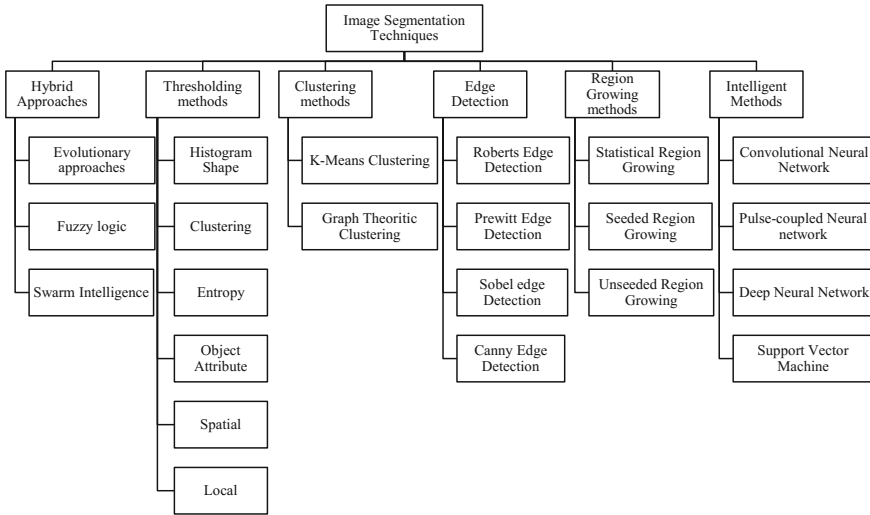 Image Segmentation
Techniques
Hybrid
Approaches
Evolutionary
approaches
Fuzzy logic
Swarm Intelligence
Thresholding
methods
Histogram
Shape
Clustering
Entropy
Object
Attribute
Spatial
Local
Clustering
methods
K-Means Clustering
Graph Theoritic
Clustering
Edge
Detection
Roberts Edge
Detection
Prewitt Edge
Detection
Sobel edge
Detection
Canny Edge
Detection
Region
Growing
methods
Statistical Region
Growing
Seeded Region
Growing
Unseeded Region
Growing
Intelligent
Methods
Convolutional Neural
Network
Pulse-coupled Neural
network
Deep Neural Network
Support Vector
Machine